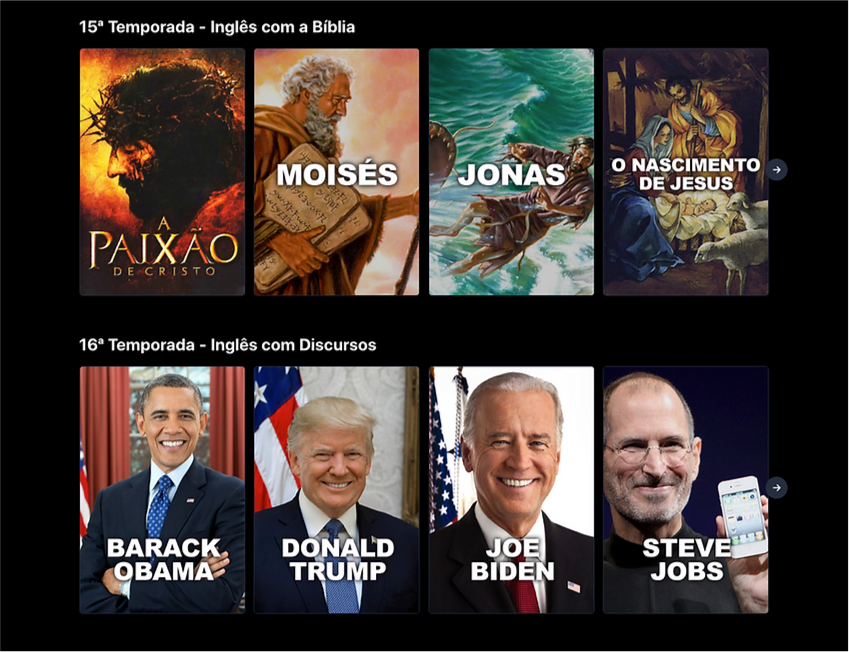 15ª Temporada - Inglês com a Bíblia
A
PAIXÃO
DE CRISTO
MOISÉS
JONAS
O NASCIMENTO
DE JESUS
16ª Temporada - Inglês com Discursos
BARACK
OBAMA
DONALD
TRUMP
JOE
BIDEN
STEVE
JOBS